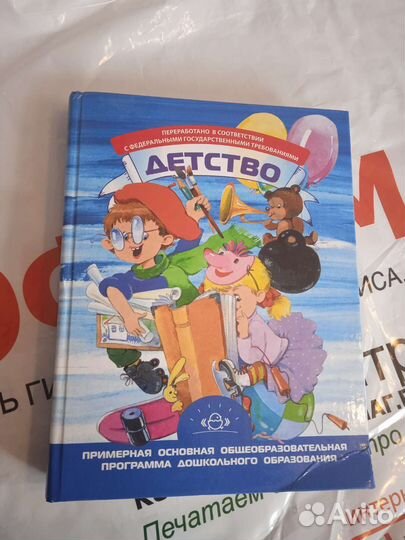 ПЕРЕРАБОТАНО В СООТВЕТСТВИИ
С ФЕДЕРАЛЬНЫМИ ГОСУДАРСТВЕННЫМИ ТРЕБОВАНИЯМИ
ДЕТСТВО
ПРИМЕРНАЯ ОСНОВНАЯ ОБЩЕОБРАЗОВАТЕЛЬНАЯ
ПРОГРАММА ДОШКОЛЬНОГО ОБРАЗОВАНИЯ
Печатаем
Avito